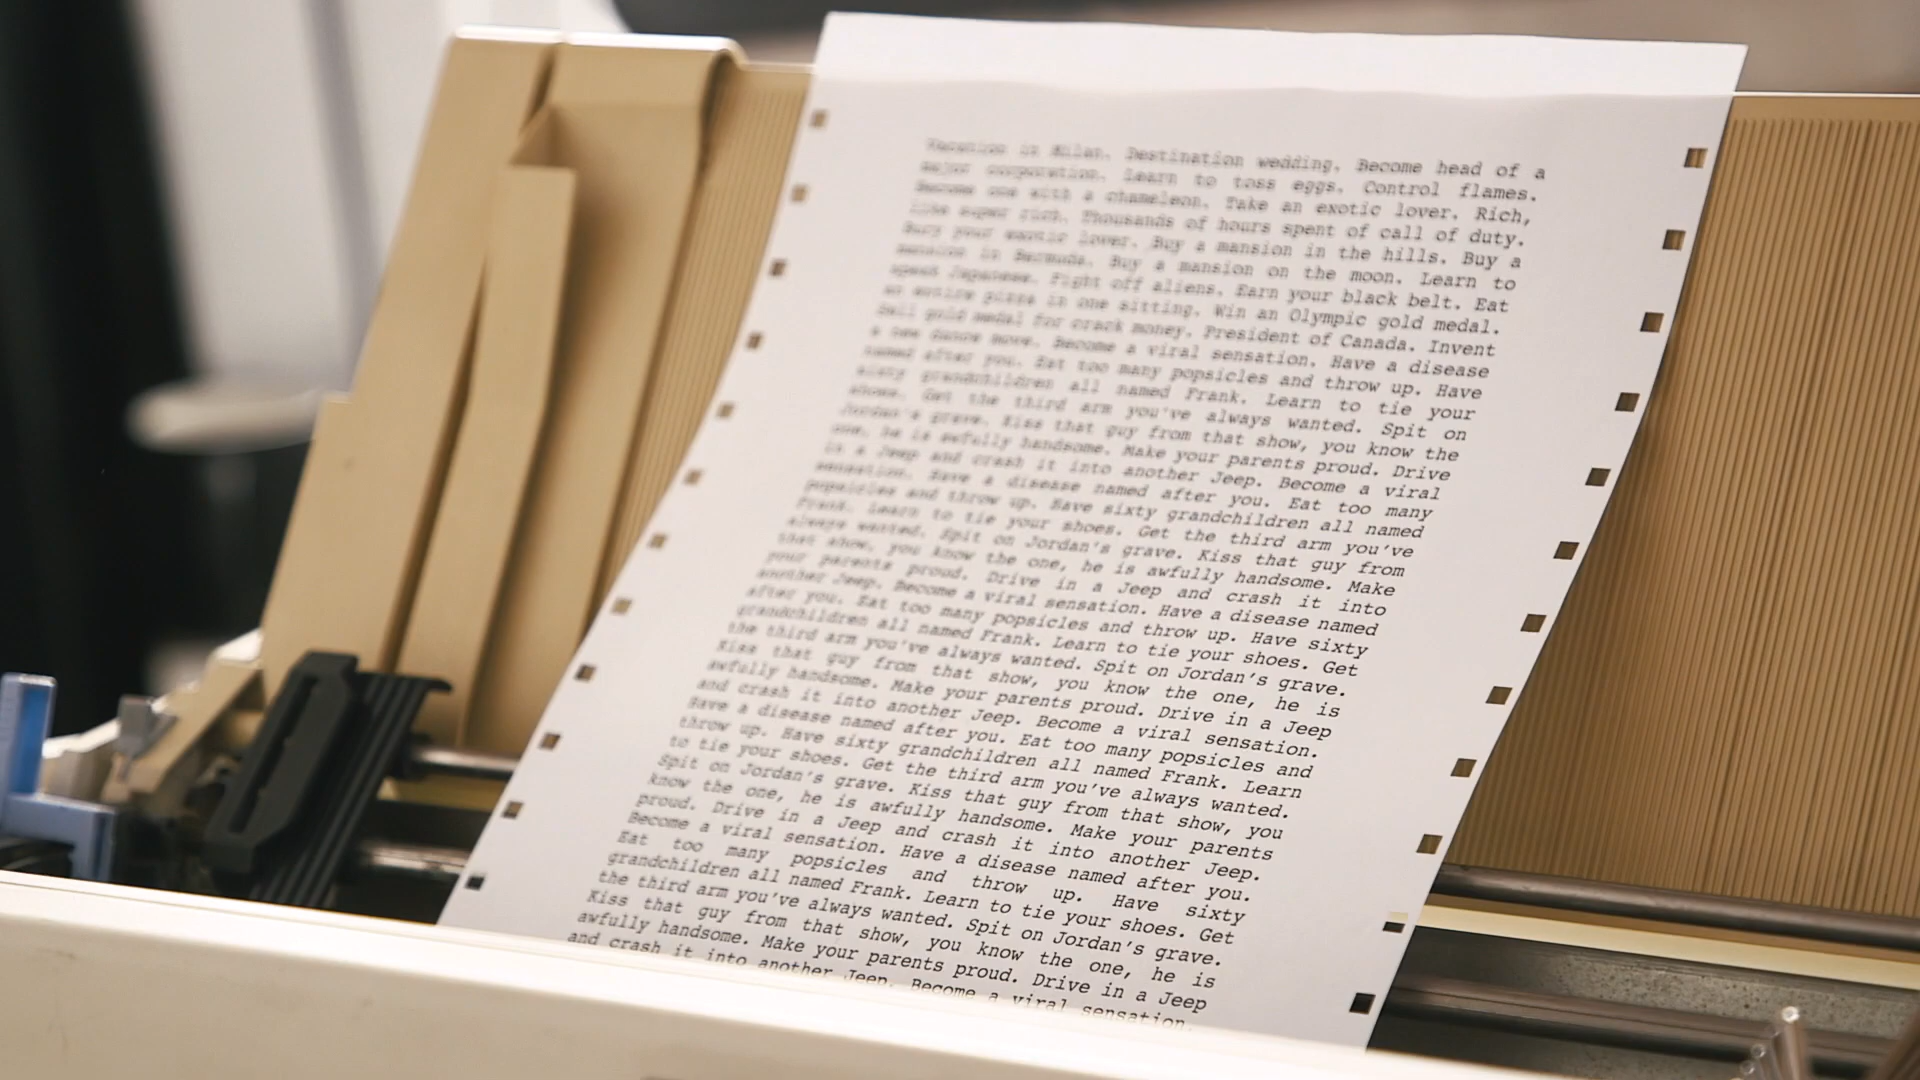 Vacation in Milan. Destination wedding. Become head of a
major corporation. Learn to toss eggs. Control flames.
Become one with a chameleon. Take an exotic lover. Rich,
like super rich. Thousands of hours spent of call of duty.
Bury your exotic lover. Buy a mansion in the hills. Buy a
mansion in Bermuda. Buy a mansion on the moon. Learn to
speak Japanese. Fight off aliens. Earn your black belt. Eat
an entire pizza in one sitting. Win an Olympic gold medal.
Sell gold medal for crack money. President of Canada. Invent
a new dance move. Become a viral sensation. Have a disease
named after you. Eat too many popsicles and throw up. Have
sixty grandchildren all named Frank. Learn to tie your
shoes. Get the third arm you've always wanted. Spit on
Jordan's grave. Kiss that guy from that show, you know the
one, he is awfully handsome. Make your parents proud. Drive
in a Jeep and crash it into another Jeep. Become a viral
sensation. Have a disease named after you. Eat too many
popsicles and throw up. Have sixty grandchildren all named
Frank. Learn to tie your shoes. Get the third arm you've
always wanted. Spit on Jordan's grave. Kiss that guy from
that show, you know the one, he is awfully handsome. Make
your parents proud. Drive in a Jeep and crash it into
another Jeep. Become a viral sensation. Have a disease named
after you. Eat too many popsicles and throw up. Have sixty
grandchildren all named Frank. Learn to tie your shoes. Get
the third arm you've always wanted. Spit on Jordan's grave.
Kiss that guy from that show, you know the one, he is
awfully handsome. Make your parents proud. Drive in a Jeep
and crash it into another Jeep. Become a viral sensation.
Have a disease named after you. Eat too many popsicles and
throw up. Have sixty grandchildren all named Frank. Learn
to tie your shoes. Get the third arm you've always wanted.
Spit on Jordan's grave. Kiss that guy from that show, you
know the one, he is awfully handsome. Make your parents
proud. Drive in a Jeep and crash it into another Jeep.
Become a viral sensation. Have a disease named after you.
Eat too many popsicles and throw up. Have sixty
grandchildren all named Frank. Learn to tie your shoes. Get
the third arm you've always wanted. Spit on Jordan's grave.
Kiss that guy from that show, you know the one, he is
awfully handsome. Make your parents proud. Drive in a Jeep
and crash it into another Jeep. Become a viral sensation.